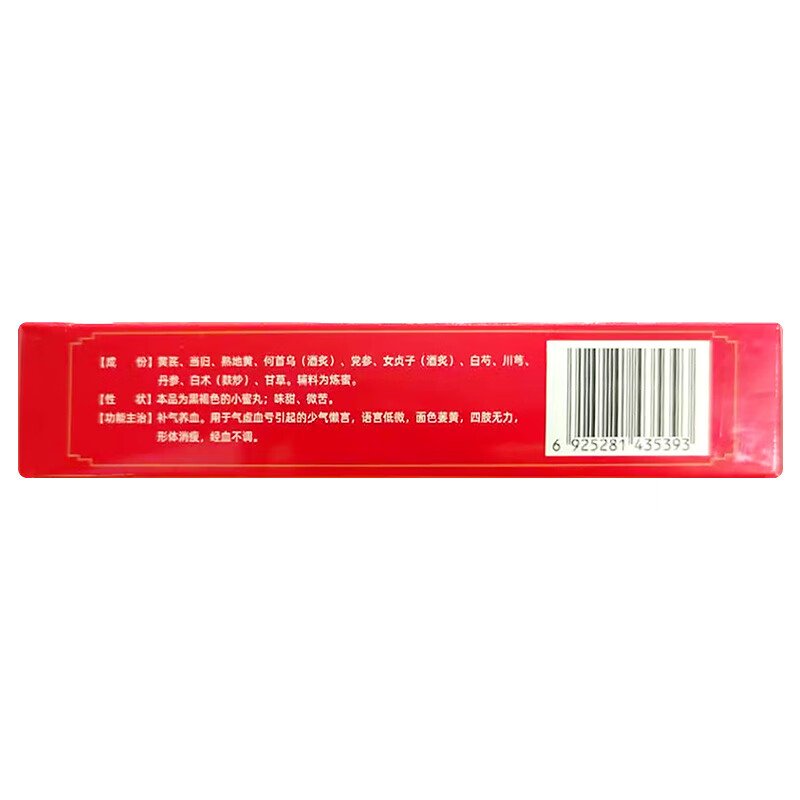 【成　份】黄芪、当归、熟地黄、何首乌（酒炙）、党参、女贞子（酒炙）、白芍、川芎、
丹参、白术（麸炒）、甘草。辅料为炼蜜。
【性　状】本品为黑褐色的小蜜丸；味甜、微苦。
【功能主治】补气养血。用于气虚血亏引起的少气懒言，语言低微，面色萎黄，四肢无力，
形体消瘦，经血不调。
6 925281 435393